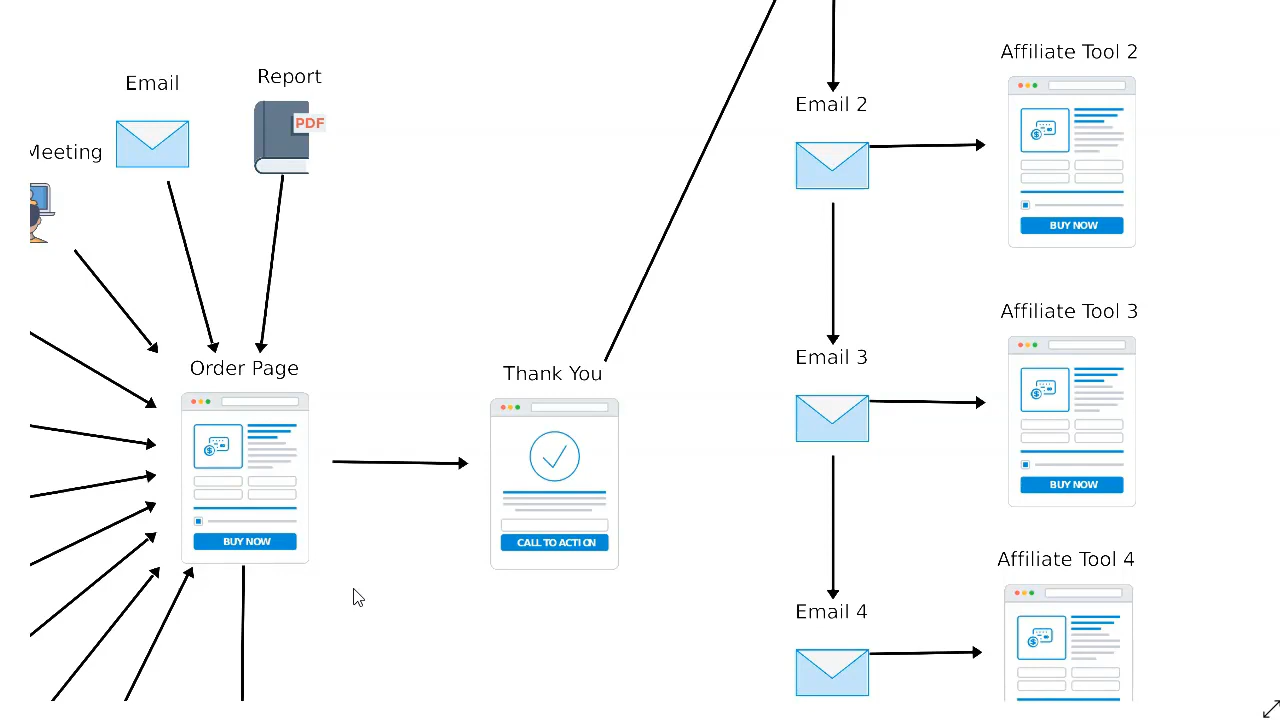 Email
Report
PDF
Meeting
Order Page
BUY NOW
Thank You
CALL TO ACTION
Email 2
Affiliate Tool 2
BUY NOW
Email 3
Affiliate Tool 3
BUY NOW
Email 4
Affiliate Tool 4